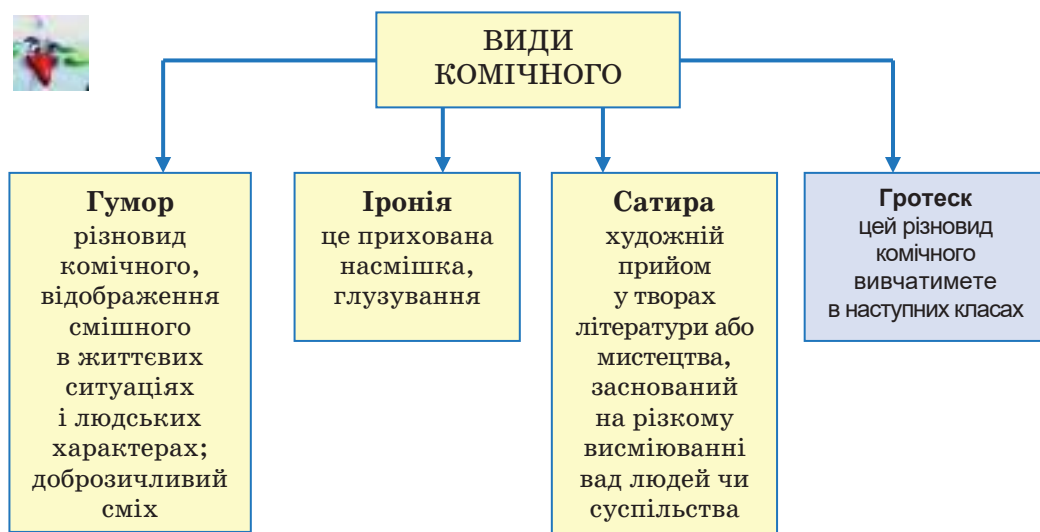 ВИДИ
КОМІЧНОГО
Гумор
різновид
комічного,
відображення
смішного
в життєвих
ситуаціях
і людських
характерах;
доброзичливий
сміх
Іронія
це прихована
насмішка,
глузування
Сатира
художній
прийом
у творах
літератури або
мистецтва,
заснований
на різкому
висміюванні
вад людей чи
суспільства
Гротеск
цей різновид
комічного
вивчатимете
в наступних класах